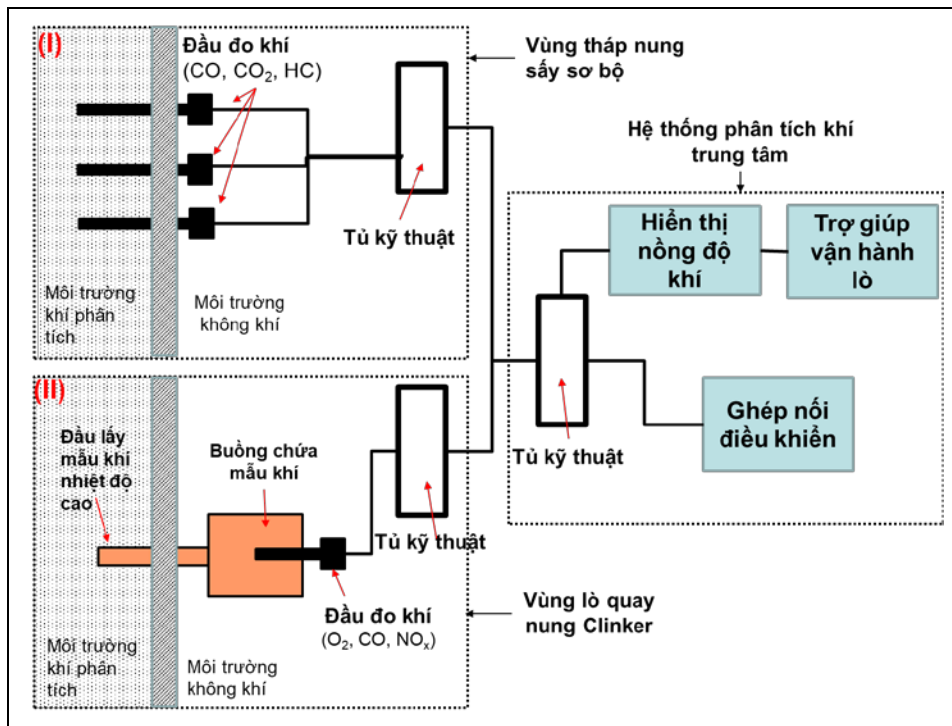 (I)
Đầu đo khí
(CO, CO₂, HC)
Tủ kỹ thuật
Môi trường
khí phân
tích
Môi trường
không khí
Vùng tháp nung
sấy sơ bộ
Hệ thống phân tích khí
trung tâm
Hiển thị
nồng độ
khí
Trợ giúp
vận hành
lò
Ghép nối
điều khiển
Tủ kỹ thuật
(II)
Đầu lấy
mẫu khí
nhiệt độ
cao
Buồng chứa
mẫu khí
Tủ kỹ thuật
Đầu đo khí
(O₂, CO, NOₓ)
Môi trường
khí phân
tích
Môi trường
không khí
Vùng lò quay
nung Clinker